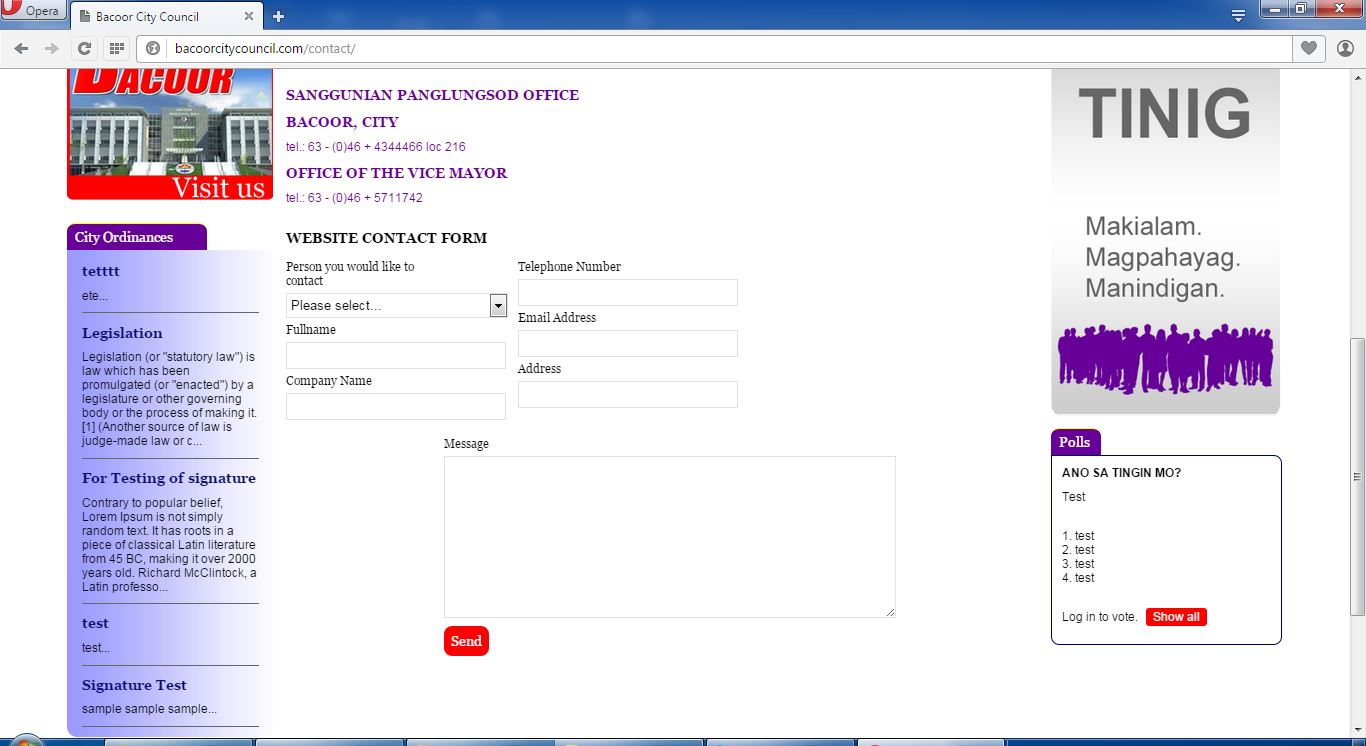 Opera
Bacoor City Council
bacoorcitycouncil.com/contact/
BACOOR
Visit us
City Ordinances
tetttt
ete...
Legislation
Legislation (or "statutory law") is
law which has been
promulgated (or "enacted") by a
legislature or other governing
body or the process of making it.
[1] (Another source of law is
judge-made law or c...
For Testing of signature
Contrary to popular belief,
Lorem Ipsum is not simply
random text. It has roots in a
piece of classical Latin literature
from 45 BC, making it over 2000
years old. Richard McClintock, a
Latin professo...
test
test...
Signature Test
sample sample sample...
SANGGUNIAN PANGLUNGSOD OFFICE
BACOOR, CITY
tel.: 63 - (0)46 + 4344466 loc 216
OFFICE OF THE VICE MAYOR
tel.: 63 - (0)46 + 5711742
WEBSITE CONTACT FORM
Person you would like to
contact
Please select...
Fullname
Company Name
Telephone Number
Email Address
Address
Message
Send
TINIG
Makialam.
Magpahayag.
Manindigan.
Polls
ANO SA TINGIN MO?
Test
1. test
2. test
3. test
4. test
Log in to vote. Show all